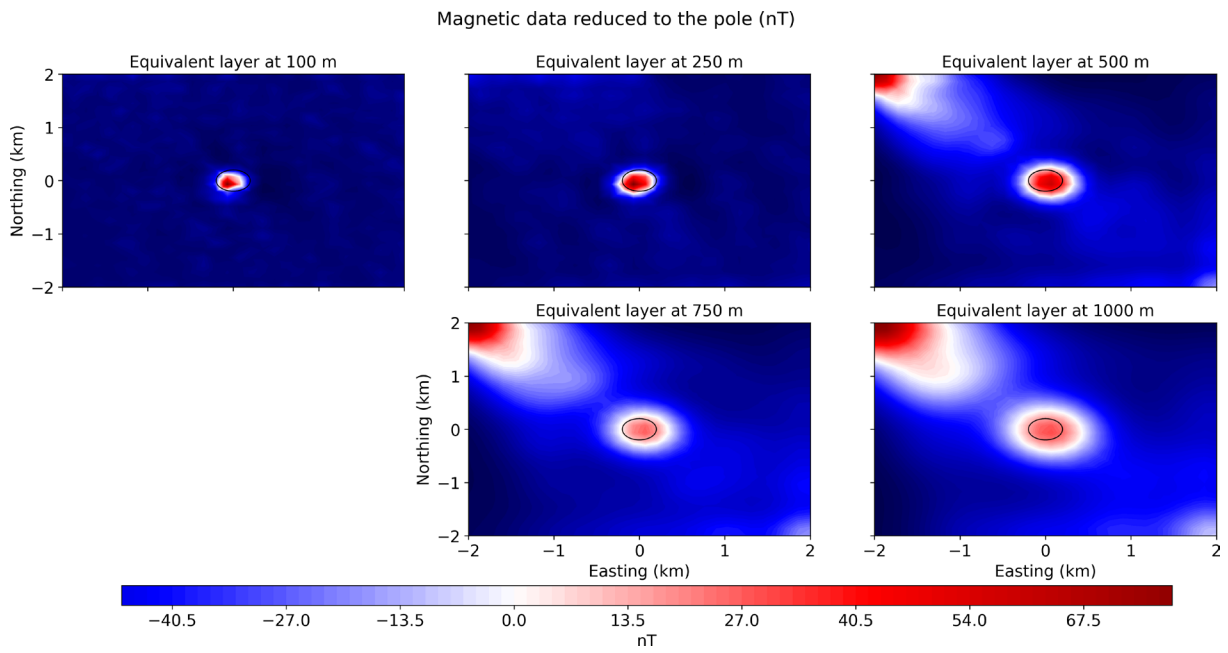 Magnetic data reduced to the pole (nT)
Equivalent layer at 100 m
Equivalent layer at 250 m
Equivalent layer at 500 m
2
1
0
−1
−2
Northing (km)
Equivalent layer at 750 m
Equivalent layer at 1000 m
2
1
0
−1
−2
Northing (km)
−2 −1 0 1 2
−2 −1 0 1 2
Easting (km)
Easting (km)
−40.5 −27.0 −13.5 0.0 13.5 27.0 40.5 54.0 67.5
nT